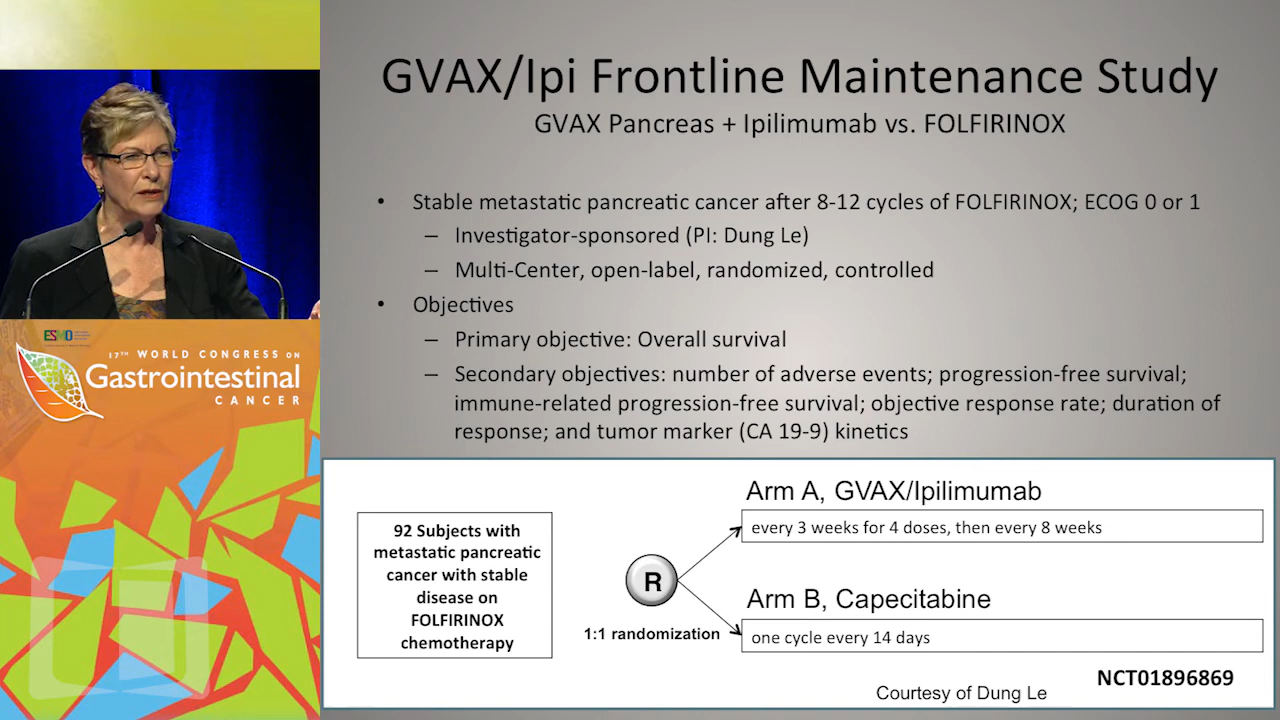 GVAX/Ipi Frontline Maintenance Study
GVAX Pancreas + Ipilimumab vs. FOLFIRINOX
• Stable metastatic pancreatic cancer after 8-12 cycles of FOLFIRINOX; ECOG 0 or 1
– Investigator-sponsored (PI: Dung Le)
– Multi-Center, open-label, randomized, controlled
• Objectives
– Primary objective: Overall survival
– Secondary objectives: number of adverse events; progression-free survival;
immune-related progression-free survival; objective response rate; duration of
response; and tumor marker (CA 19-9) kinetics
92 Subjects with
metastatic pancreatic
cancer with stable
disease on
FOLFIRINOX
chemotherapy
R
1:1 randomization
Arm A, GVAX/Ipilimumab
every 3 weeks for 4 doses, then every 8 weeks
Arm B, Capecitabine
one cycle every 14 days
NCT01896869
Courtesy of Dung Le
ESMO
17TH WORLD CONGRESS ON
Gastrointestinal
CANCER